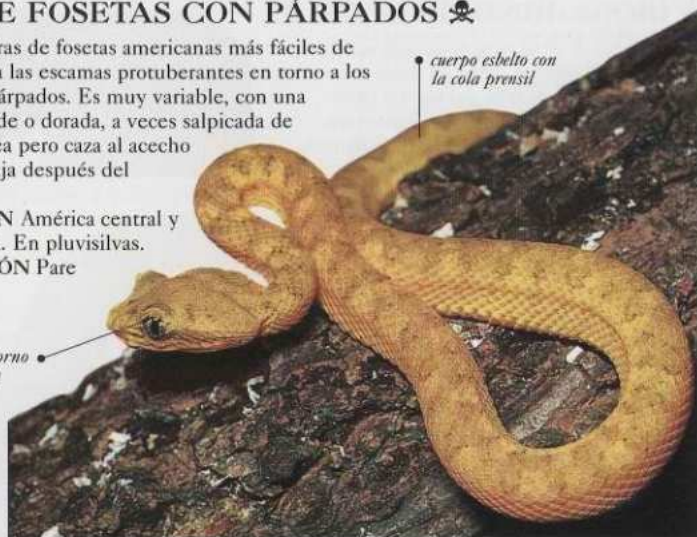 E FOSETAS CON PÁRPADOS ☠
ras de fosetas americanas más fáciles de
las escamas protuberantes en torno a los
árpados. Es muy variable, con una
de o dorada, a veces salpicada de
ea pero caza al acecho
ja después del
cuerpo esbelto con
la cola prensil
N América central y
. En pluvisilvas.
ÓN Pare
orno